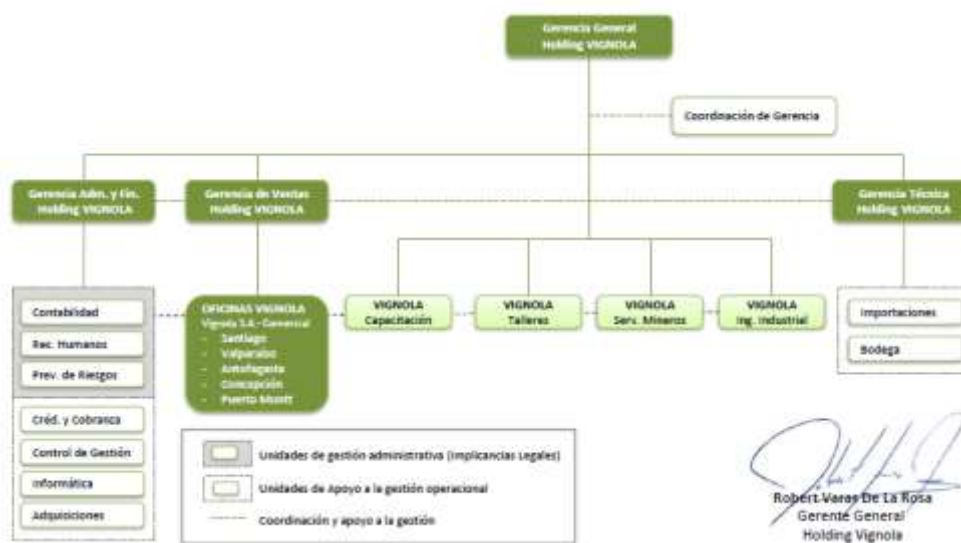 Gerencia General
Holding VIGNOLA
Coordinación de Gerencia
Gerencia Adm. y Fin.
Holding VIGNOLA
Gerencia de Ventas
Holding VIGNOLA
Gerencia Técnica
Holding VIGNOLA
Contabilidad
Rec. Humanos
Prev. de Riesgos
Créd. y Cobranza
Control de Gestión
Informática
Adquisiciones
OFICINAS VIGNOLA
Vignola S.A.- Comercial
- Santiago
- Valparaíso
- Antofagasta
- Concepción
- Puerto Montt
VIGNOLA
Capacitación
VIGNOLA
Talleres
VIGNOLA
Serv. Mineros
VIGNOLA
Ing. Industrial
Importaciones
Bodega
Unidades de gestión administrativa (Implicancias Legales)
Unidades de Apoyo a la gestión operacional
Coordinación y apoyo a la gestión
Robert Varas De La Rosa
Gerente General
Holding Vignola